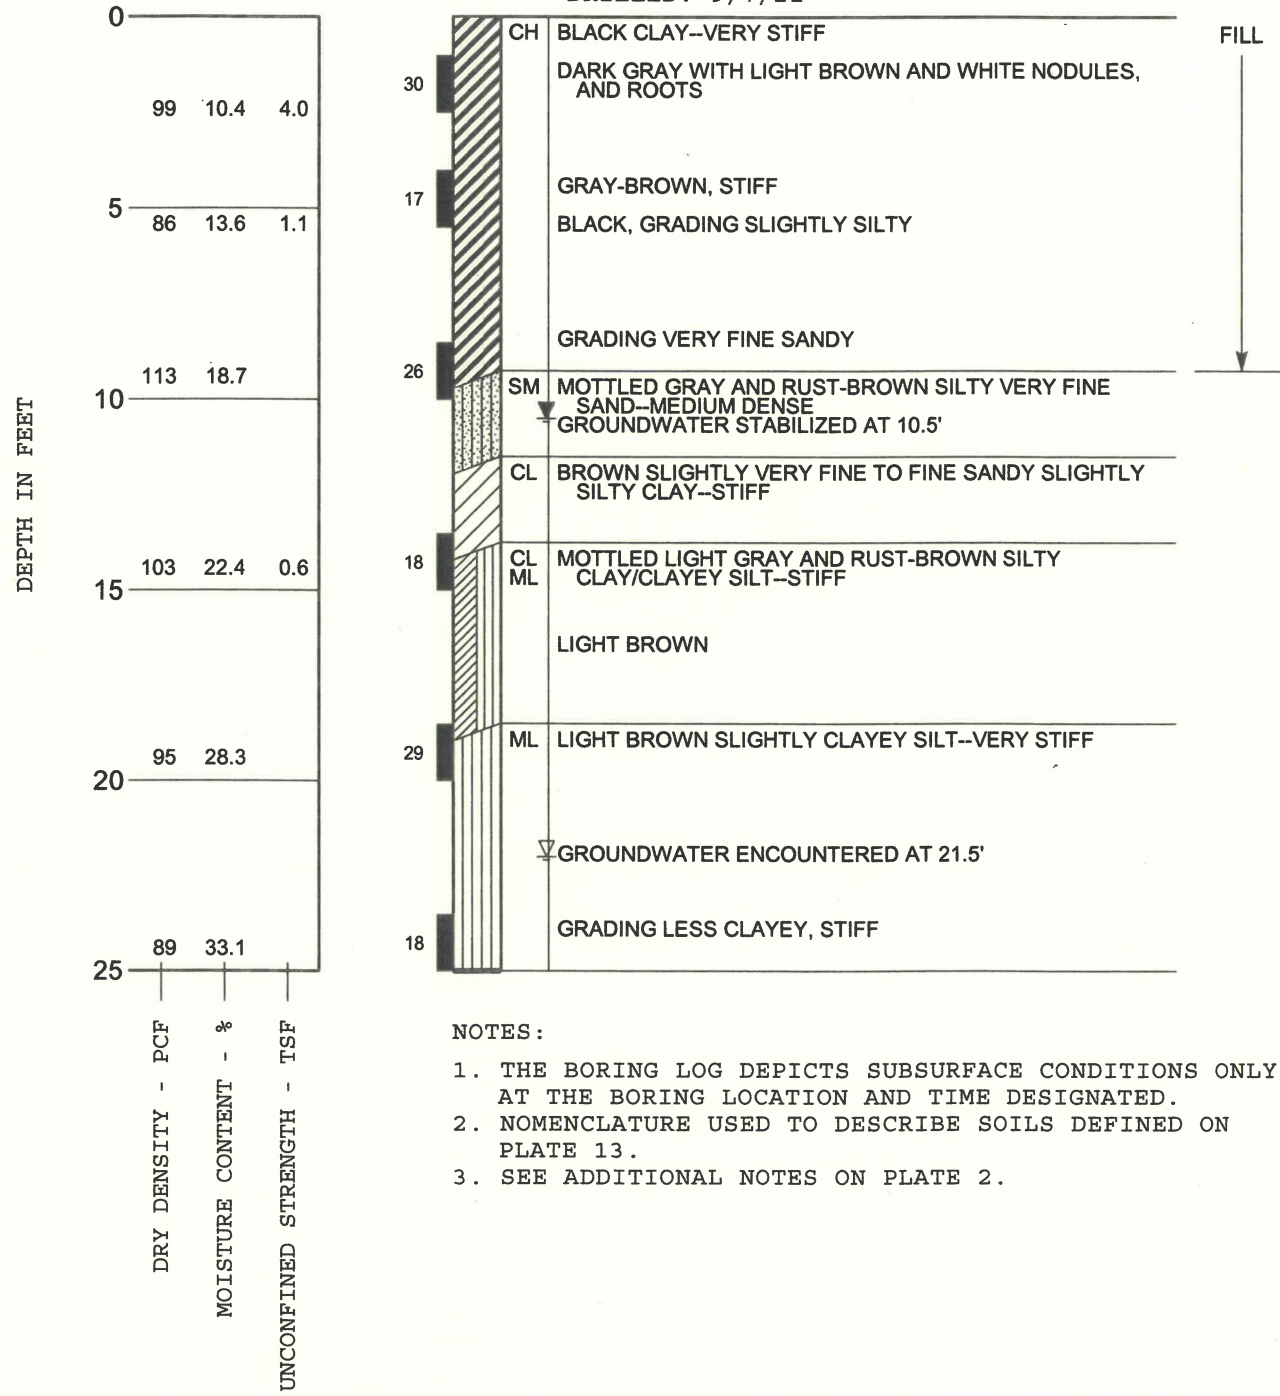 0
CH BLACK CLAY--VERY STIFF
FILL
30
DARK GRAY WITH LIGHT BROWN AND WHITE NODULES,
AND ROOTS
99 10.4 4.0
17
GRAY-BROWN, STIFF
5
86 13.6 1.1
BLACK, GRADING SLIGHTLY SILTY
GRADING VERY FINE SANDY
26
113 18.7
SM MOTTLED GRAY AND RUST-BROWN SILTY VERY FINE
SAND--MEDIUM DENSE
10
GROUNDWATER STABILIZED AT 10.5'
CL BROWN SLIGHTLY VERY FINE TO FINE SANDY SLIGHTLY
SILTY CLAY--STIFF
18
CL MOTTLED LIGHT GRAY AND RUST-BROWN SILTY
ML CLAY/CLAYEY SILT--STIFF
103 22.4 0.6
15
LIGHT BROWN
ML LIGHT BROWN SLIGHTLY CLAYEY SILT--VERY STIFF
29
95 28.3
20
GROUNDWATER ENCOUNTERED AT 21.5'
GRADING LESS CLAYEY, STIFF
18
89 33.1
25
DEPTH IN FEET
DRY DENSITY - PCF
MOISTURE CONTENT - %
UNCONFINED STRENGTH - TSF
NOTES:
1. THE BORING LOG DEPICTS SUBSURFACE CONDITIONS ONLY
AT THE BORING LOCATION AND TIME DESIGNATED.
2. NOMENCLATURE USED TO DESCRIBE SOILS DEFINED ON
PLATE 13.
3. SEE ADDITIONAL NOTES ON PLATE 2.